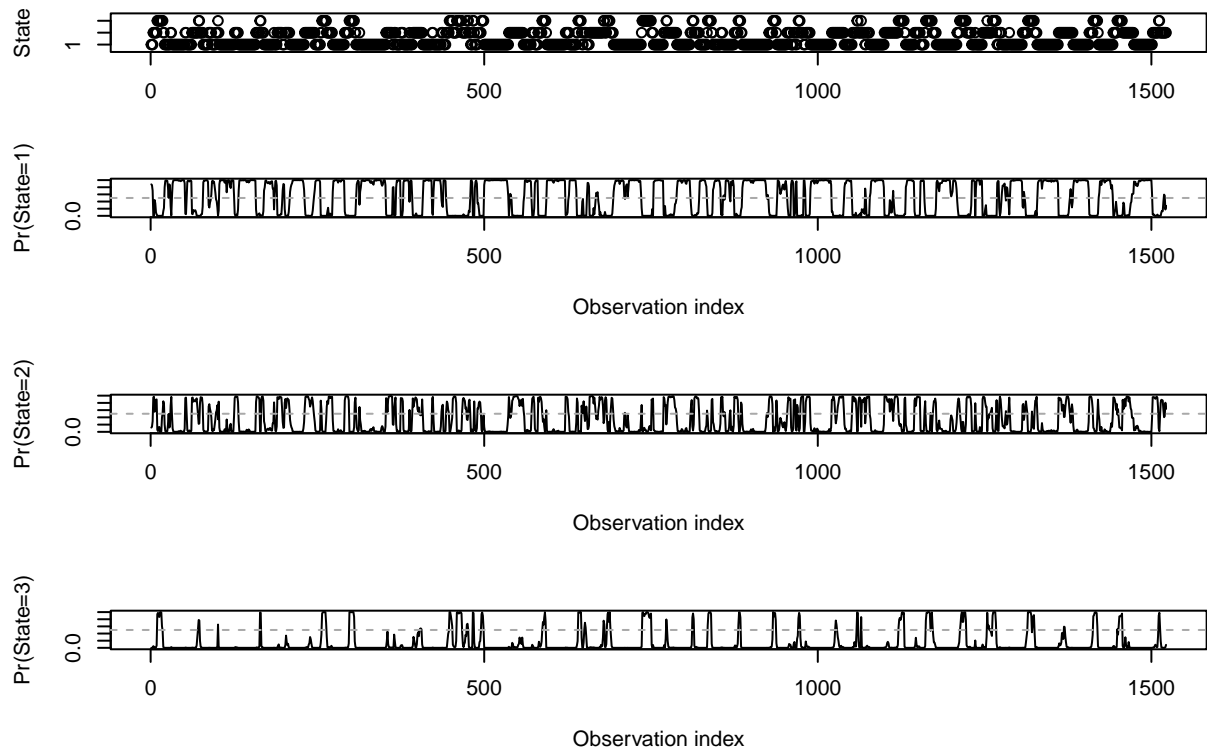 State
1
0 500 1000 1500
Pr(State=1)
0.0
0 500 1000 1500
Observation index
Pr(State=2)
0.0
0 500 1000 1500
Observation index
Pr(State=3)
0.0
0 500 1000 1500
Observation index